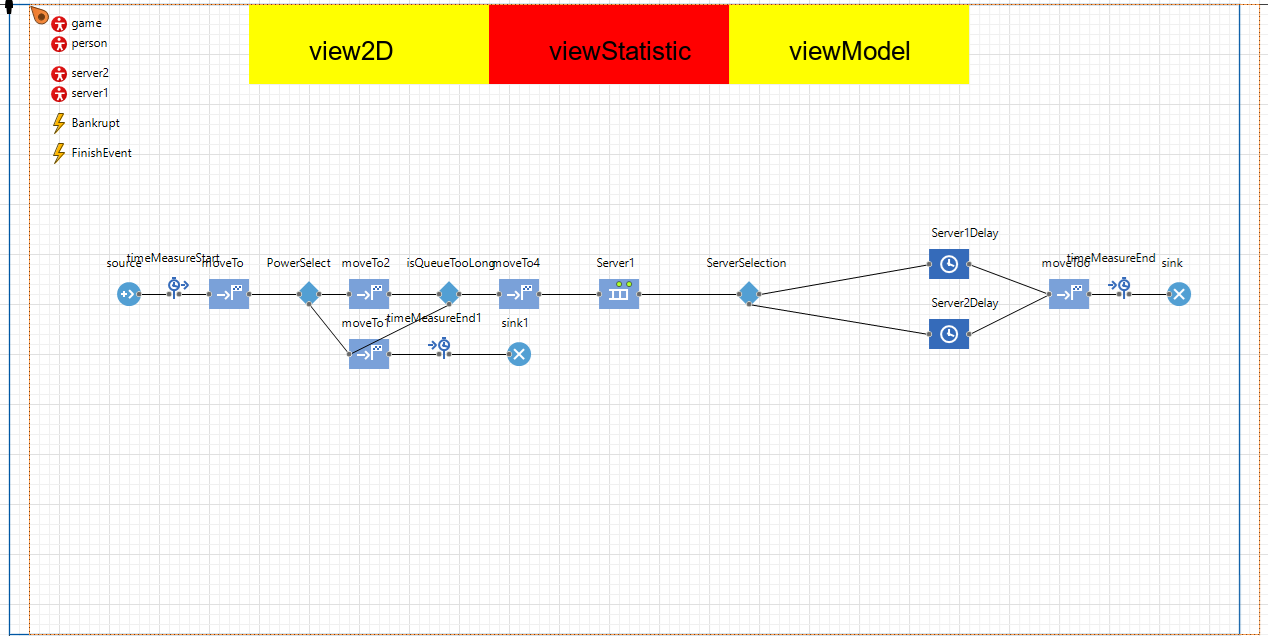 game
person
server2
server1
Bankrupt
FinishEvent
view2D
viewStatistic
viewModel
source
timeMeasureStart
moveTo
PowerSelect
moveTo2
isQueueTooLong
moveTo4
Server1
ServerSelection
Server1Delay
Server2Delay
moveTo6
timeMeasureEnd
sink
moveTo1
timeMeasureEnd1
sink1